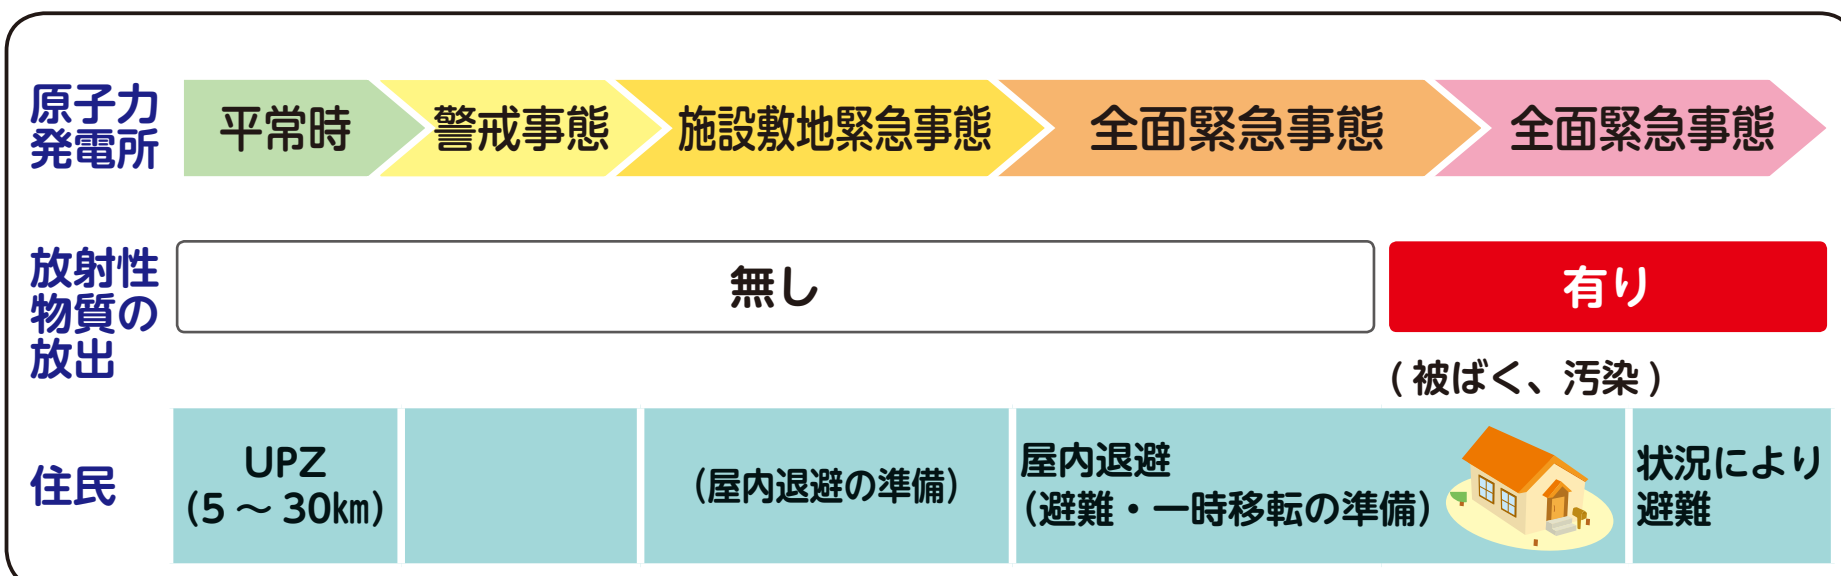 原子力
発電所
平常時
警戒事態
施設敷地緊急事態
全面緊急事態
全面緊急事態
放射性
物質の
放出
無し
有り
(被ばく、汚染)
住民
UPZ
(5～30㎞)
(屋内退避の準備)
屋内退避
(避難・一時移転の準備)
状況により
避難